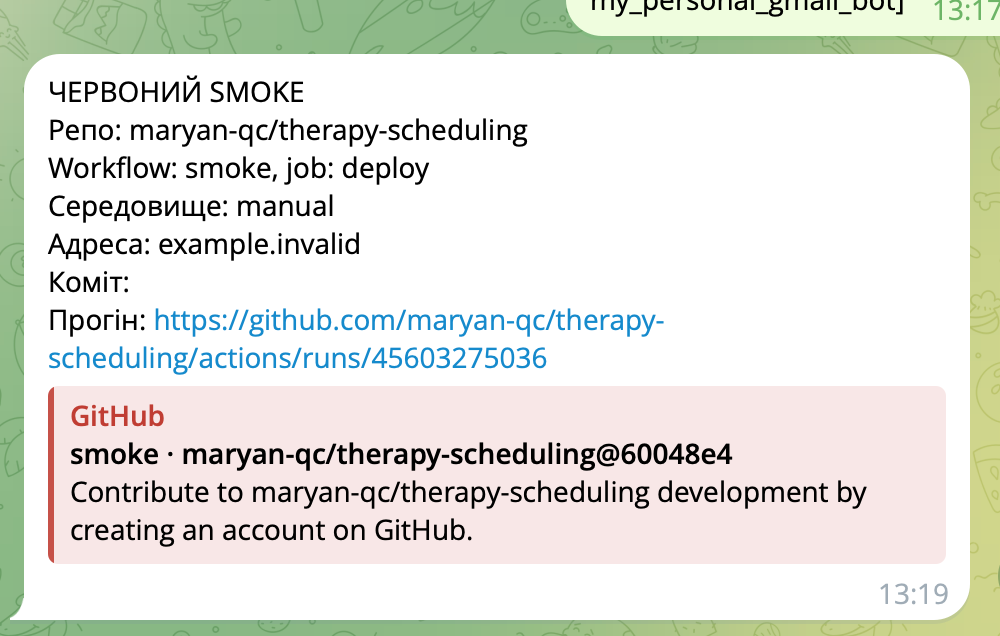 my_personal_gmail_bot]
13:17
ЧЕРВОНИЙ SMOKE
Репо: maryan-qc/therapy-scheduling
Workflow: smoke, job: deploy
Середовище: manual
Адреса: example.invalid
Коміт:
Прогін: https://github.com/maryan-qc/therapy-
scheduling/actions/runs/45603275036
GitHub
smoke · maryan-qc/therapy-scheduling@60048e4
Contribute to maryan-qc/therapy-scheduling development by
creating an account on GitHub.
13:19